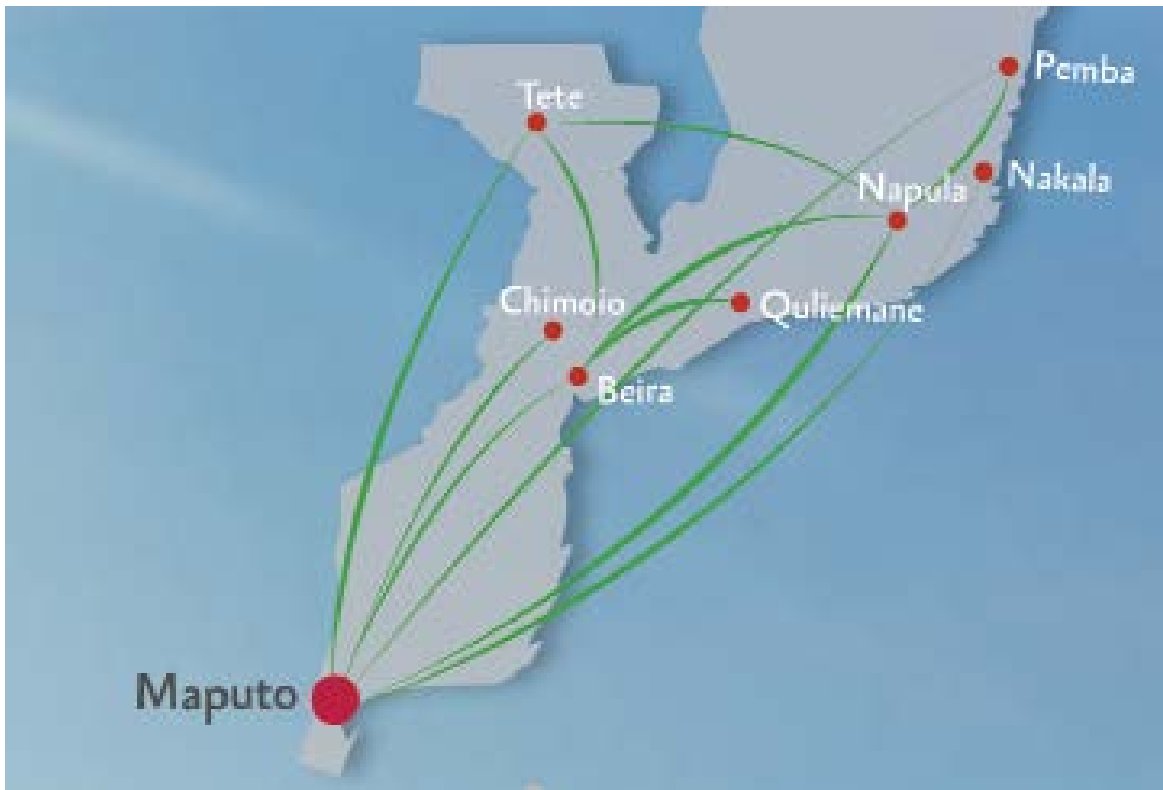 Pemba
Tete
Nakala
Napula
Chimoio
Quliemane
Beira
Maputo